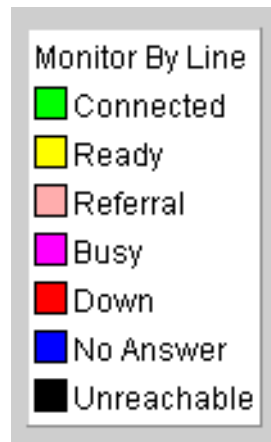 Monitor By Line
Connected
Ready
Referral
Busy
Down
No Answer
Unreachable